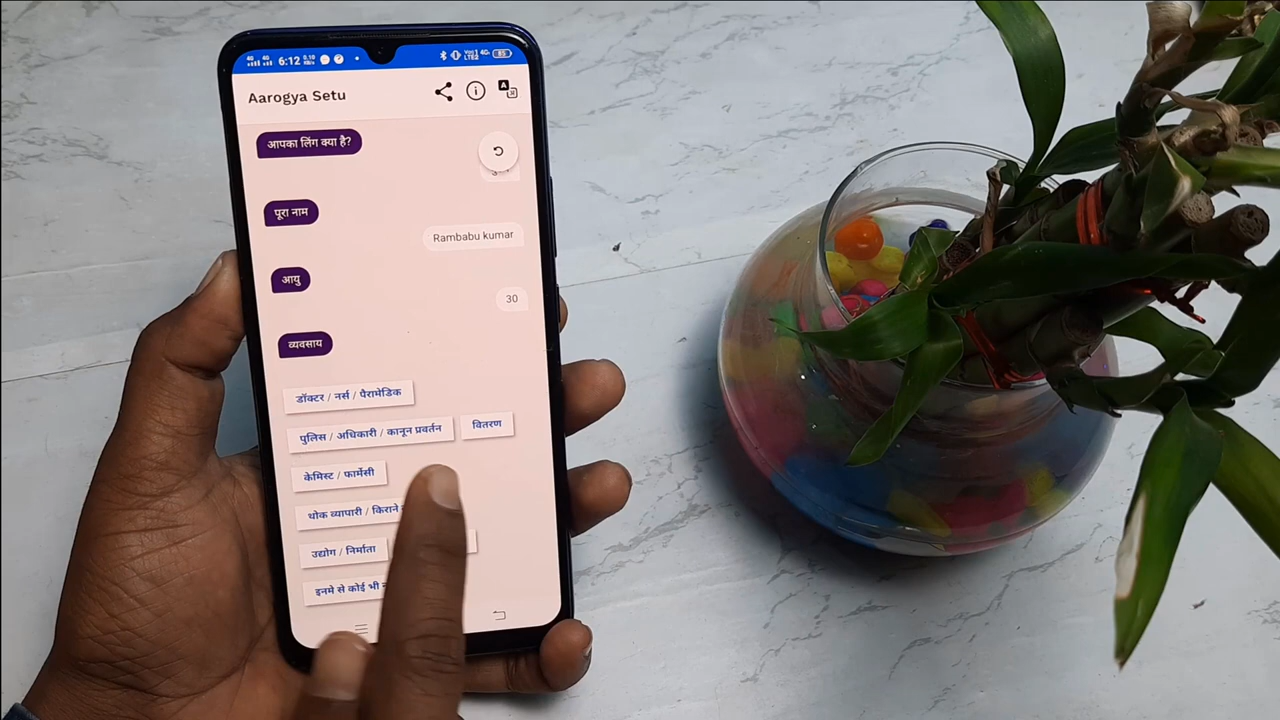 6:12
Aarogya Setu
आपका लिंग क्या है?
पूरा नाम
Rambabu kumar
आयु
30
व्यवसाय
डॉक्टर / नर्स / पैरामेडिक
पुलिस / अधिकारी / कानून प्रवर्तन वितरण
केमिस्ट / फार्मेसी
थोक व्यापारी / किराने
उद्योग / निर्माता
इनमे से कोई भी